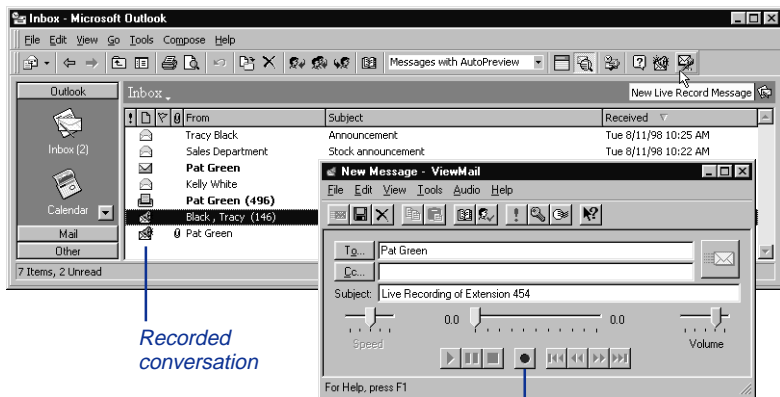 Inbox - Microsoft Outlook
File Edit View Go Tools Compose Help
Messages with AutoPreview
Outlook
Inbox
New Live Record Message
! From Subject Received
Tracy Black Announcement Tue 8/11/98 10:25 AM
Sales Department Stock announcement Tue 8/11/98 10:22 AM
Pat Green
Kelly White
Pat Green (496)
Black , Tracy (146)
Pat Green
Inbox (2)
Calendar
Mail
Other
7 Items, 2 Unread
New Message - ViewMail
File Edit View Tools Audio Help
To... Pat Green
Cc...
Subject: Live Recording of Extension 454
0.0 0.0
Speed Volume
For Help, press F1
Recorded
conversation